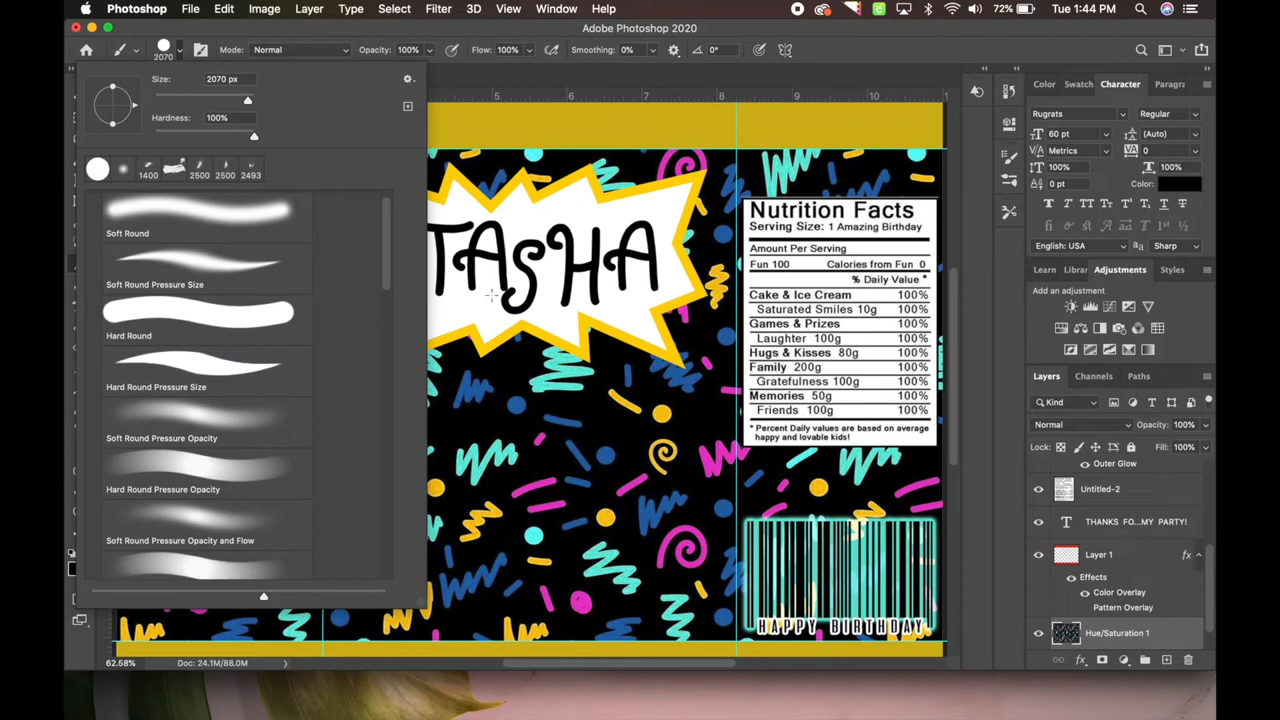 Photoshop File Edit Image Layer Type Select Filter 3D View Window Help 72% Tue 1:44 PM
Adobe Photoshop 2020
2070 Mode: Normal Opacity: 100% Flow: 100% Smoothing: 0% 0°
Size: 2070 px
Hardness: 100%
1400 2500 2500 2493
Soft Round
Soft Round Pressure Size
Hard Round
Hard Round Pressure Size
Soft Round Pressure Opacity
Hard Round Pressure Opacity
Soft Round Pressure Opacity and Flow
5 6 7 8 9 10 1
TASHA
Nutrition Facts
Serving Size: 1 Amazing Birthday
Amount Per Serving
Fun 100 Calories from Fun 0
% Daily Value *
Cake & Ice Cream 100%
Saturated Smiles 10g 100%
Games & Prizes 100%
Laughter 100g 100%
Hugs & Kisses 80g 100%
Family 200g 100%
Gratefulness 100g 100%
Memories 50g 100%
Friends 100g 100%
* Percent Daily values are based on average
happy and lovable kids!
HAPPY BIRTHDAY
62.58% Doc: 24.1M/88.0M
Color Swatch Character Paragra
Rugrats Regular
60 pt (Auto)
Metrics 0
100% 100%
0 pt Color:
English: USA Sharp
Learn Librar Adjustments Styles
Add an adjustment
Layers Channels Paths
Kind
Normal Opacity: 100%
Lock: Fill: 100%
Outer Glow
Untitled-2
THANKS FO...MY PARTY!
Layer 1 fx
Effects
Color Overlay
Pattern Overlay
Hue/Saturation 1